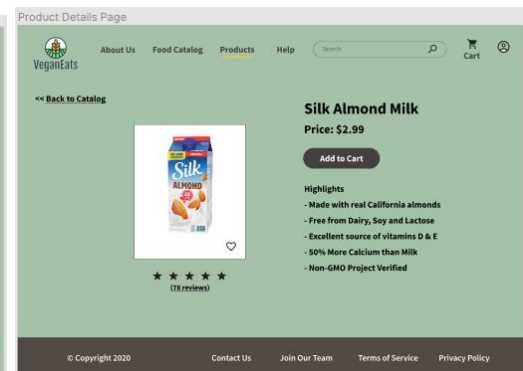 Product Details Page
About Us Food Catalog Products Help Search
VeganEats
Cart
<< Back to Catalog
Silk Almond Milk
Price: $2.99
Add to Cart
Silk
ALMOND
Highlights
- Made with real California almonds
- Free from Dairy, Soy and Lactose
- Excellent source of vitamins D & E
- 50% More Calcium than Milk
- Non-GMO Project Verified
(78 reviews)
© Copyright 2020 Contact Us Join Our Team Terms of Service Privacy Policy